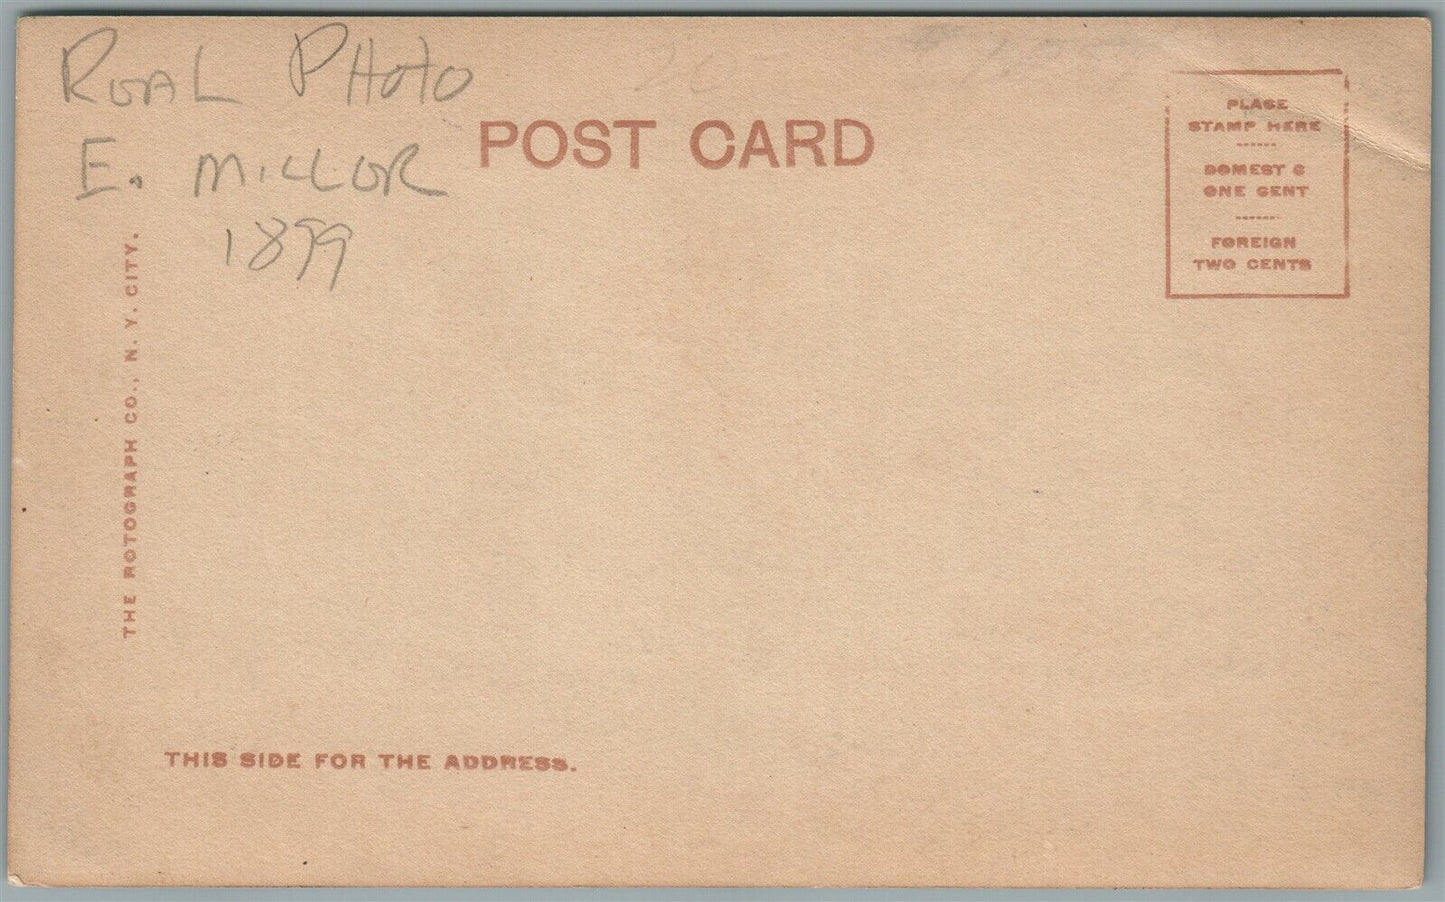 REAL PHOTO
E. MILLER
1899
POST CARD
PLACE
STAMP HERE
DOMESTIC
ONE CENT
FOREIGN
TWO CENTS
THE ROTOGRAPH CO., N. Y. CITY.
THIS SIDE FOR THE ADDRESS.